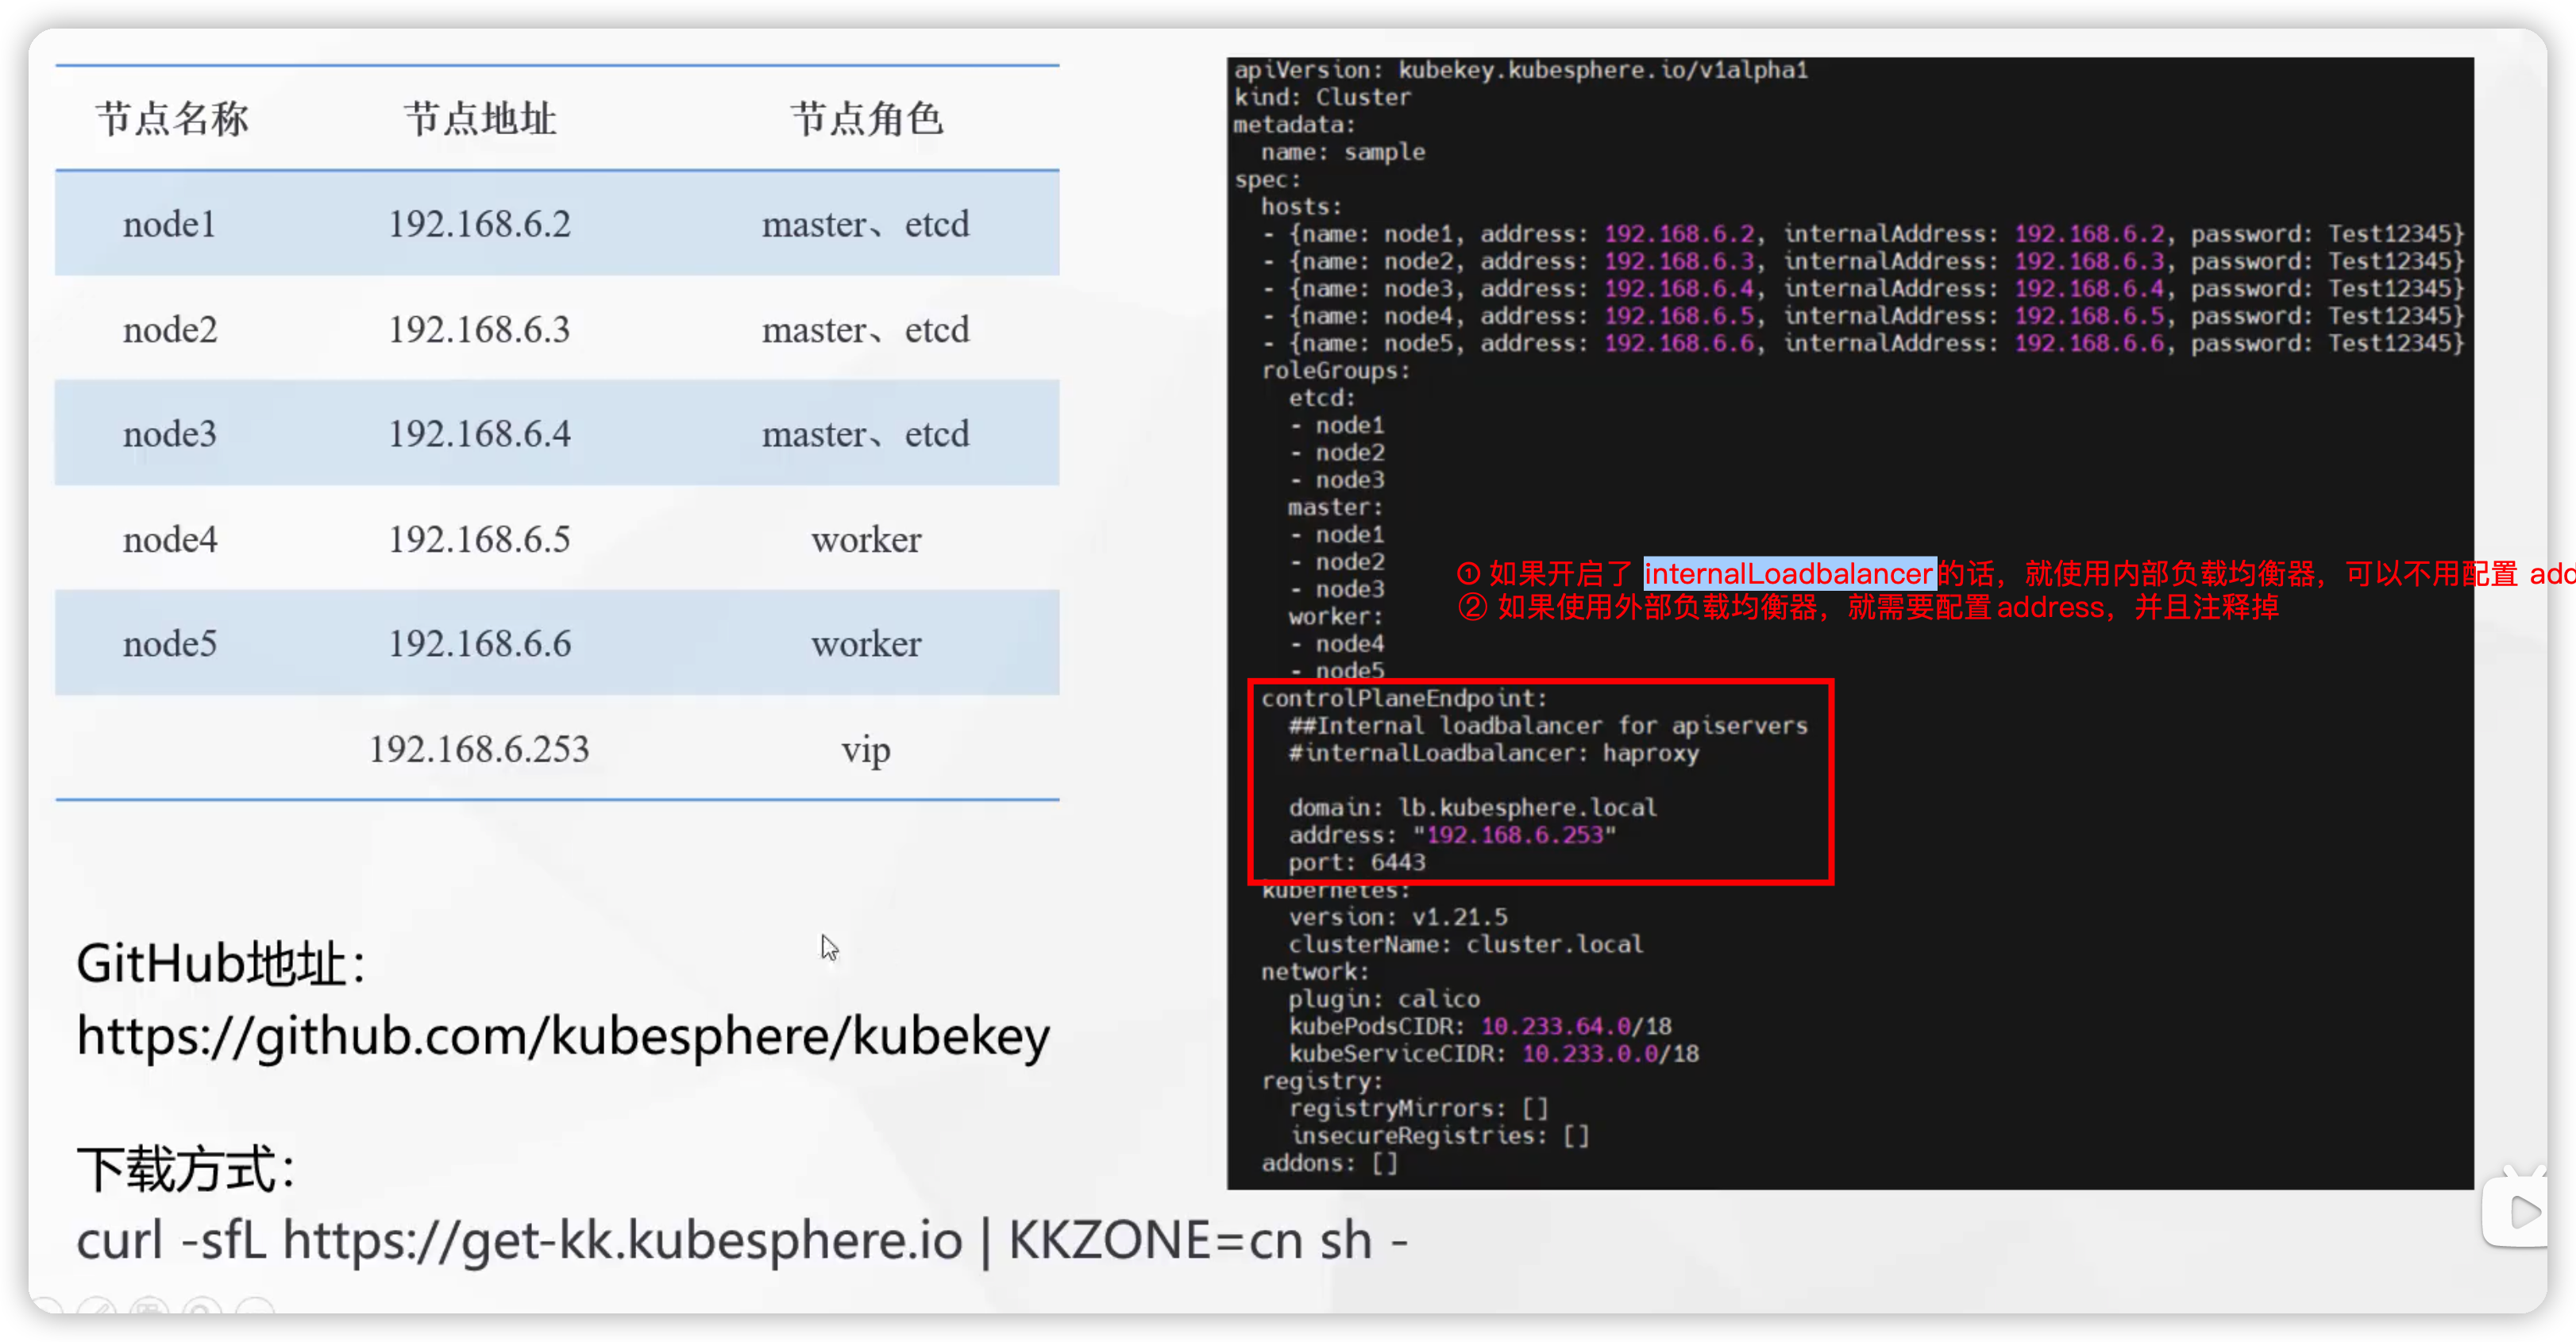 节点名称 节点地址 节点角色
node1 192.168.6.2 master、etcd
node2 192.168.6.3 master、etcd
node3 192.168.6.4 master、etcd
node4 192.168.6.5 worker
node5 192.168.6.6 worker
192.168.6.253 vip
GitHub地址：
https://github.com/kubesphere/kubekey
下载方式：
curl -sfL https://get-kk.kubesphere.io | KKZONE=cn sh -
apiVersion: kubekey.kubesphere.io/v1alpha1
kind: Cluster
metadata:
  name: sample
spec:
  hosts:
  - {name: node1, address: 192.168.6.2, internalAddress: 192.168.6.2, password: Test12345}
  - {name: node2, address: 192.168.6.3, internalAddress: 192.168.6.3, password: Test12345}
  - {name: node3, address: 192.168.6.4, internalAddress: 192.168.6.4, password: Test12345}
  - {name: node4, address: 192.168.6.5, internalAddress: 192.168.6.5, password: Test12345}
  - {name: node5, address: 192.168.6.6, internalAddress: 192.168.6.6, password: Test12345}
  roleGroups:
    etcd:
    - node1
    - node2
    - node3
    master:
    - node1
    - node2
    - node3
    worker:
    - node4
    - node5
① 如果开启了 internalLoadbalancer的话，就使用内部负载均衡器，可以不用配置 add
② 如果使用外部负载均衡器，就需要配置address，并且注释掉
  controlPlaneEndpoint:
    ##Internal loadbalancer for apiservers
    #internalLoadbalancer: haproxy
    domain: lb.kubesphere.local
    address: "192.168.6.253"
    port: 6443
  kubernetes:
    version: v1.21.5
    clusterName: cluster.local
  network:
    plugin: calico
    kubePodsCIDR: 10.233.64.0/18
    kubeServiceCIDR: 10.233.0.0/18
  registry:
    registryMirrors: []
    insecureRegistries: []
  addons: []